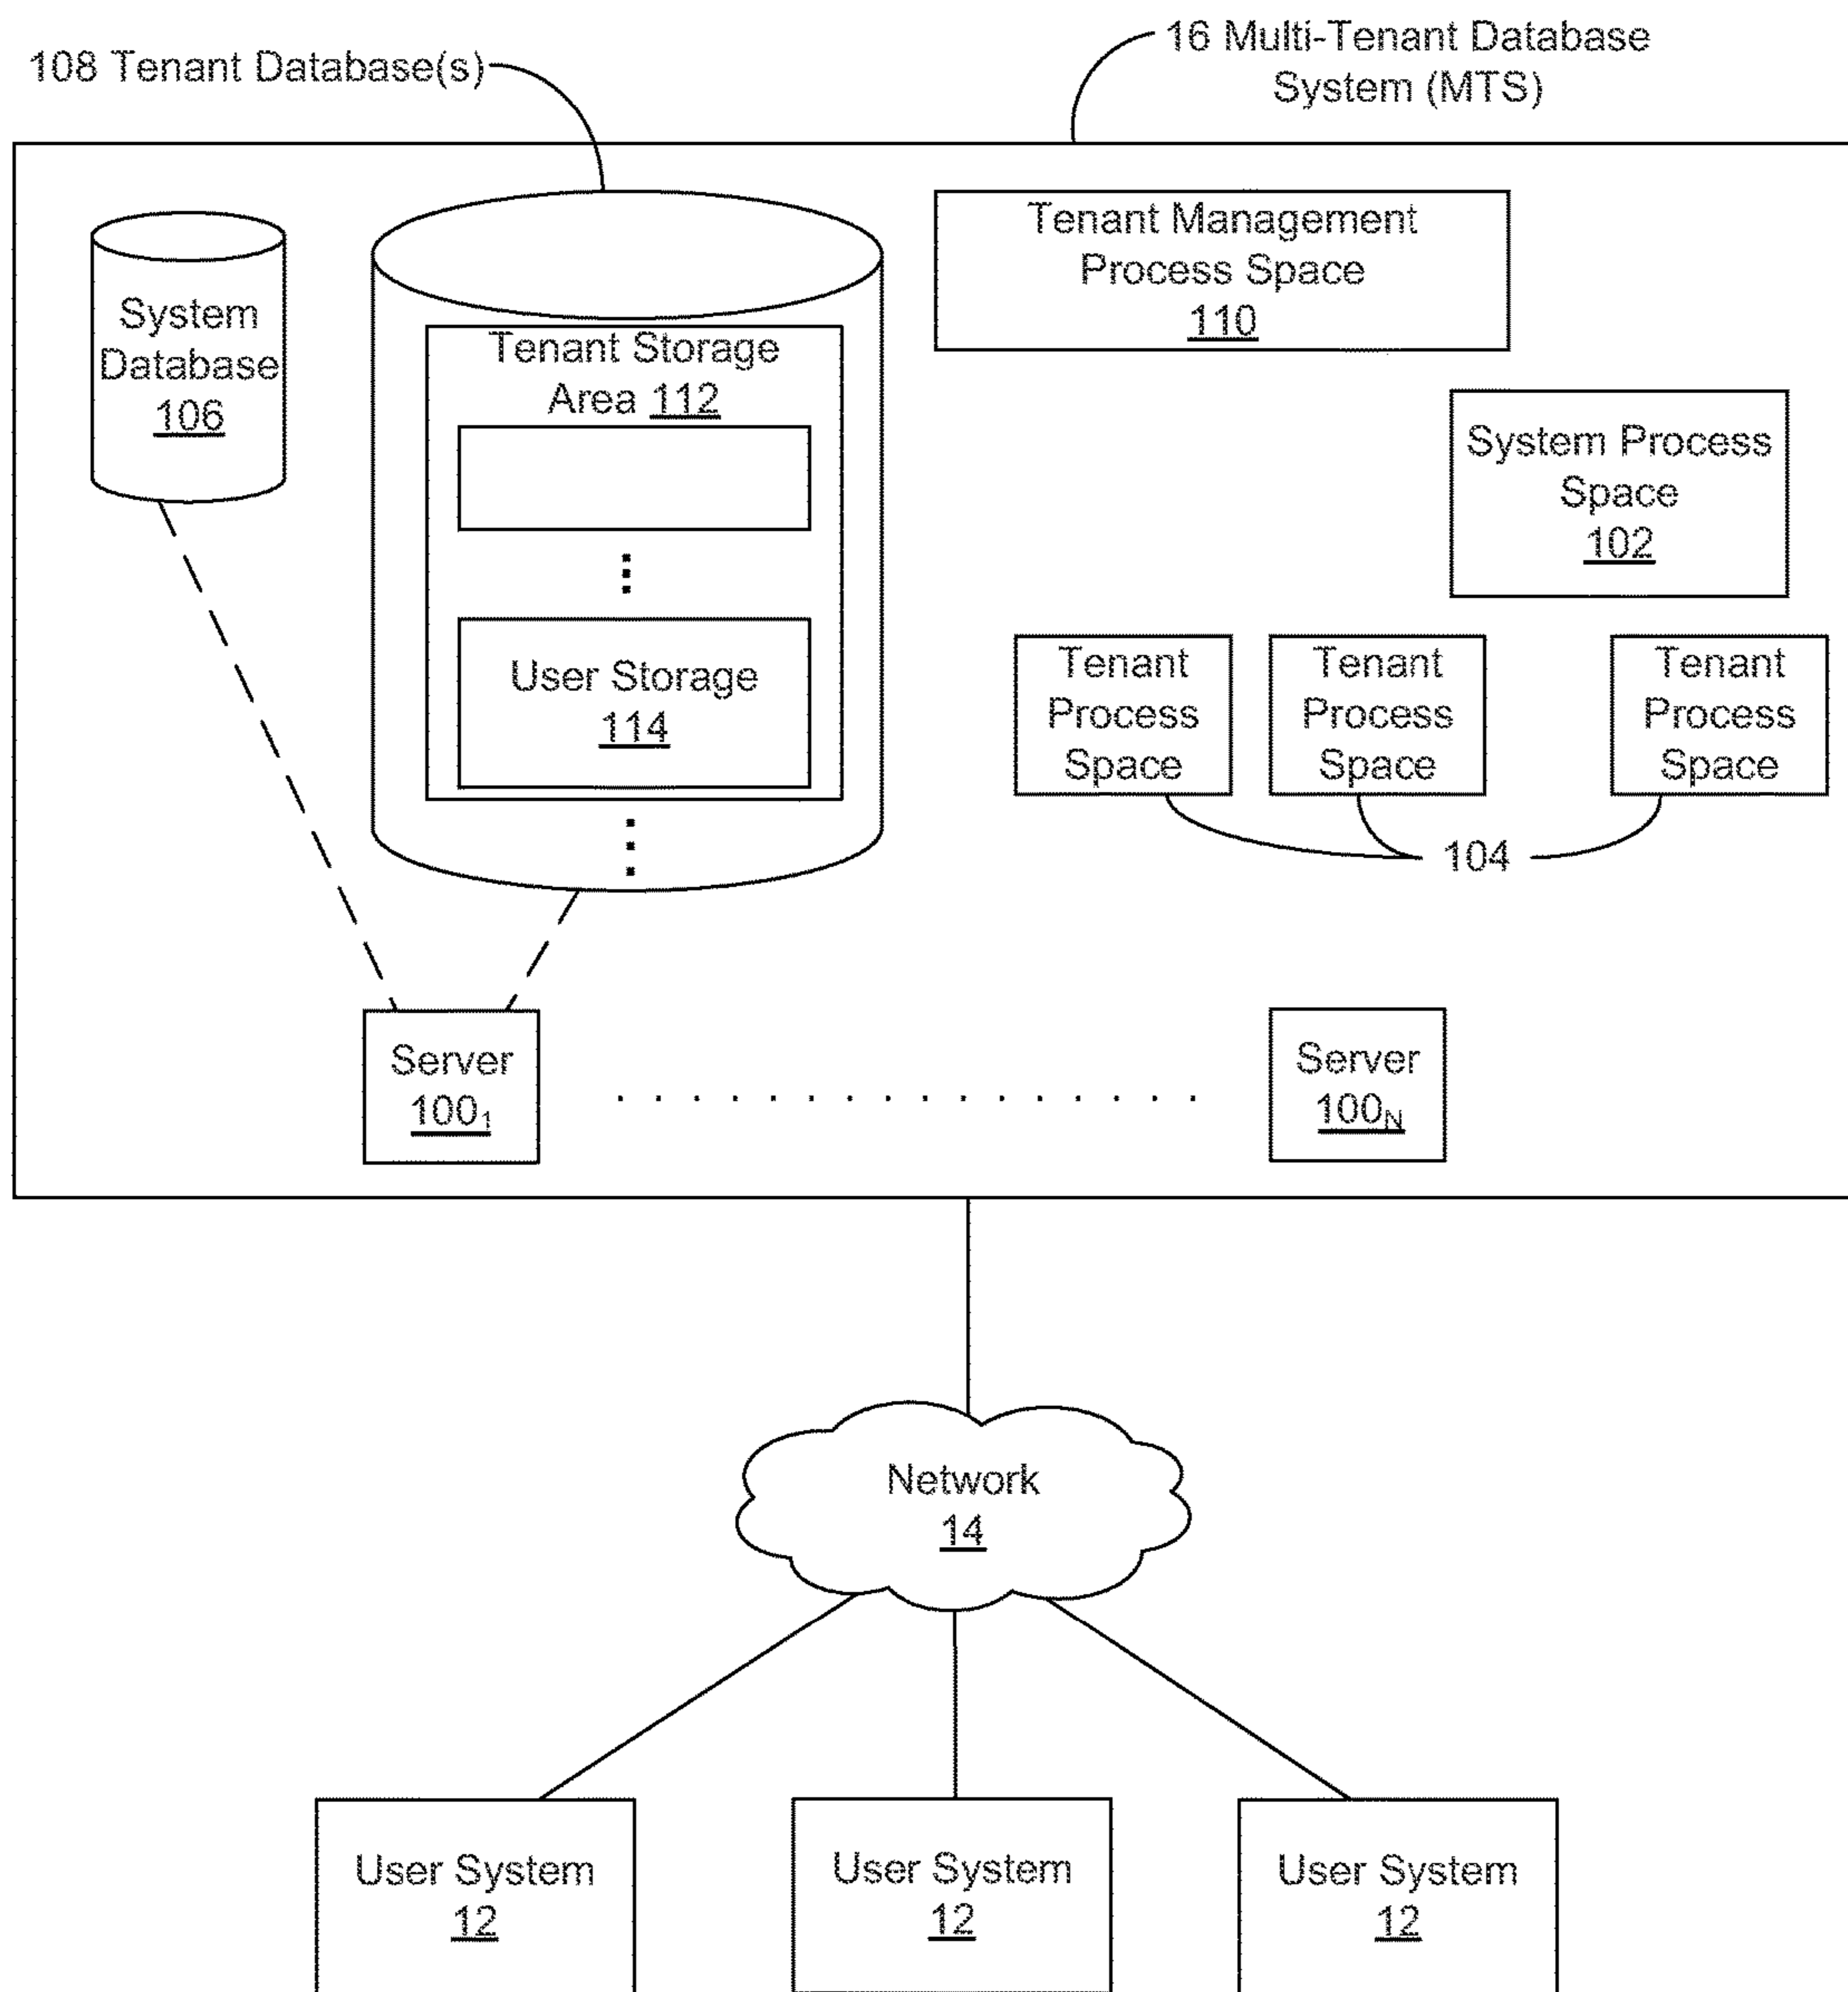 108 Tenant Database(s)
16 Multi-Tenant Database
System (MTS)
System
Database
106
Tenant Storage
Area 112
User Storage
114
Tenant Management
Process Space
110
System Process
Space
102
Tenant
Process
Space
Tenant
Process
Space
Tenant
Process
Space
104
Server
100₁
Server
100N
Network
14
User System
12
User System
12
User System
12